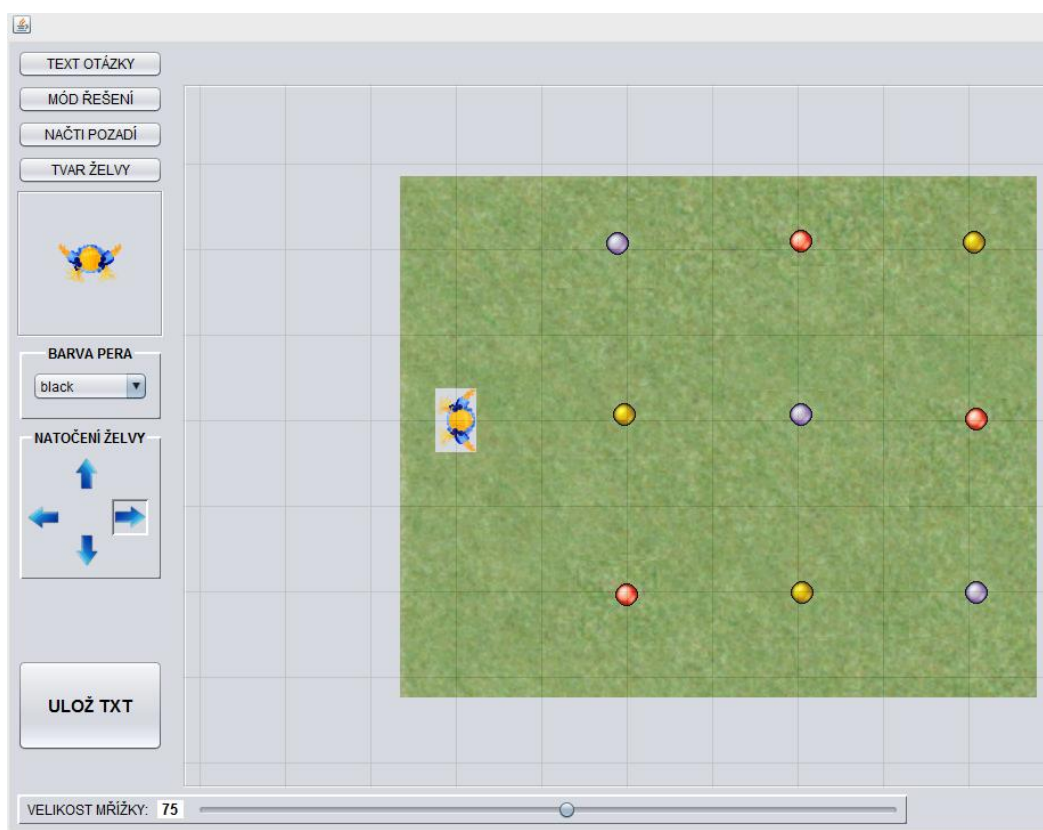 TEXT OTÁZKY
MÓD ŘEŠENÍ
NAČTI POZADÍ
TVAR ŽELVY
BARVA PERA
black
NATOČENÍ ŽELVY
ULOŽ TXT
VELIKOST MŘÍŽKY: 75